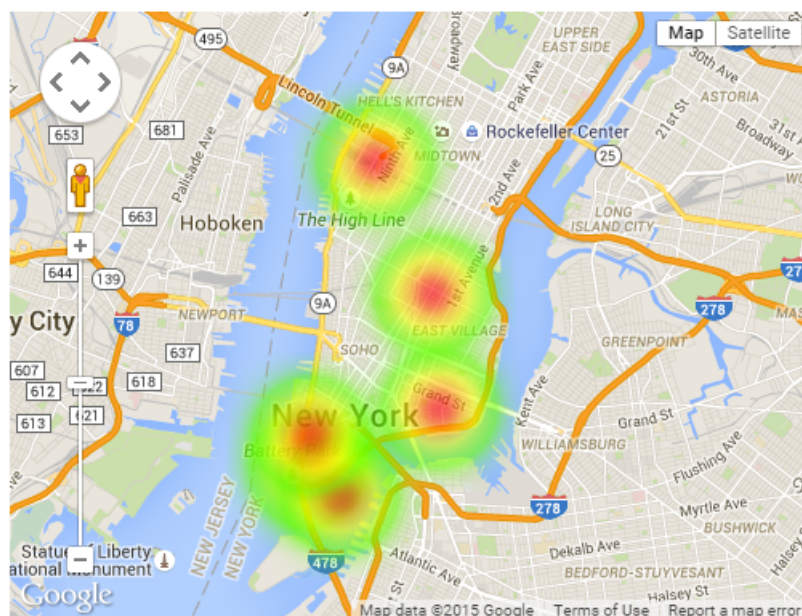 495
9A
Broadway
UPPER
EAST SIDE
Map
Satellite
30th Ave
ASTORIA
Lincoln Tunnel
HELL'S KITCHEN
Park Ave
21st St
31st
Broadway
653
681
Palisade Ave
Ninth Ave
MIDTOWN
Rockefeller Center
25
2nd Ave
663
Hoboken
The High Line
LONG
ISLAND CITY
644
139
NEWPORT
9A
1st Avenue
278
y City
78
637
SOHO
EAST VILLAGE
GREENPOINT
607
612
618
613
621
Grand St
Kent Ave
Grand St
New York
WILLIAMSBURG
Flushing Ave
NEW JERSEY
NEW YORK
278
Myrtle Ave
BUSHWICK
Statue of Liberty
ational Monument
478
Atlantic Ave
Dekalb Ave
BEDFORD-STUYVESANT
Halsey St
Google
Map data ©2015 Google
Terms of Use
Report a map error